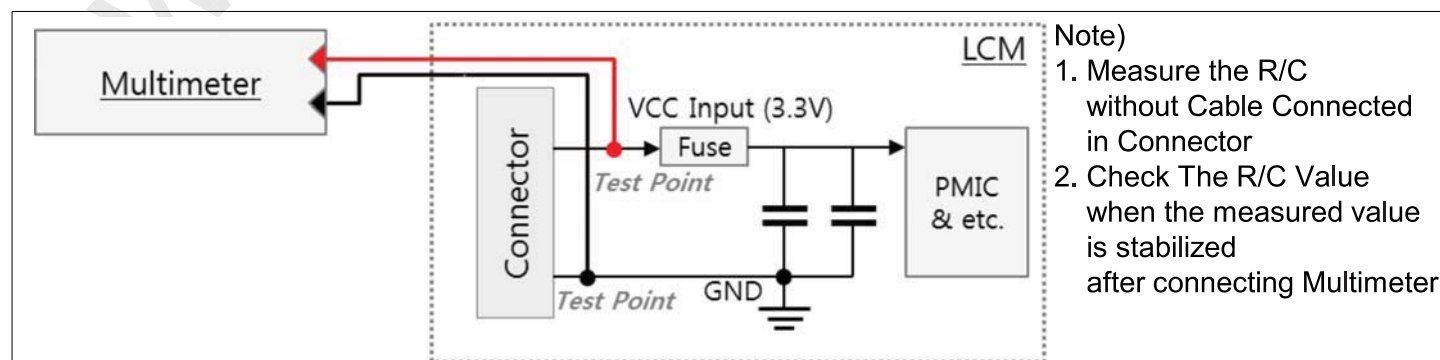 Multimeter
LCM
VCC Input (3.3V)
Connector
Fuse
Test Point
PMIC
& etc.
GND
Test Point
Note)
1. Measure the R/C
without Cable Connected
in Connector
2. Check The R/C Value
when the measured value
is stabilized
after connecting Multimeter